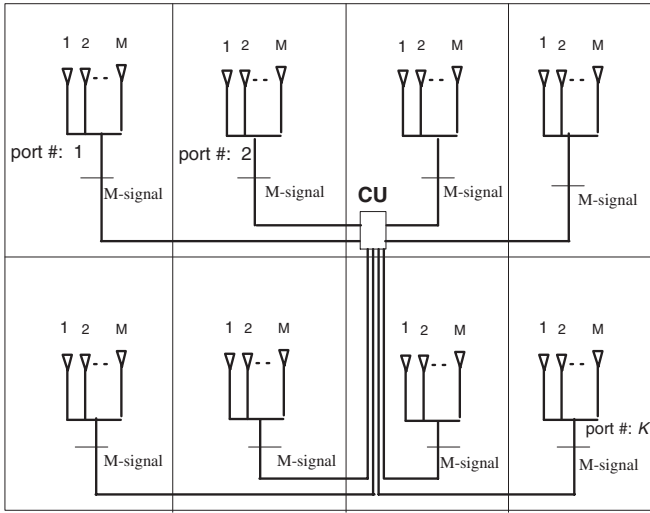 1 2 -- M
1 2 -- M
1 2 -- M
1 2 -- M
port #: 1
port #: 2
M-signal
M-signal
CU
M-signal
M-signal
1 2 -- M
1 2 -- M
1 2 -- M
1 2 -- M
port #: K
M-signal
M-signal
M-signal
M-signal